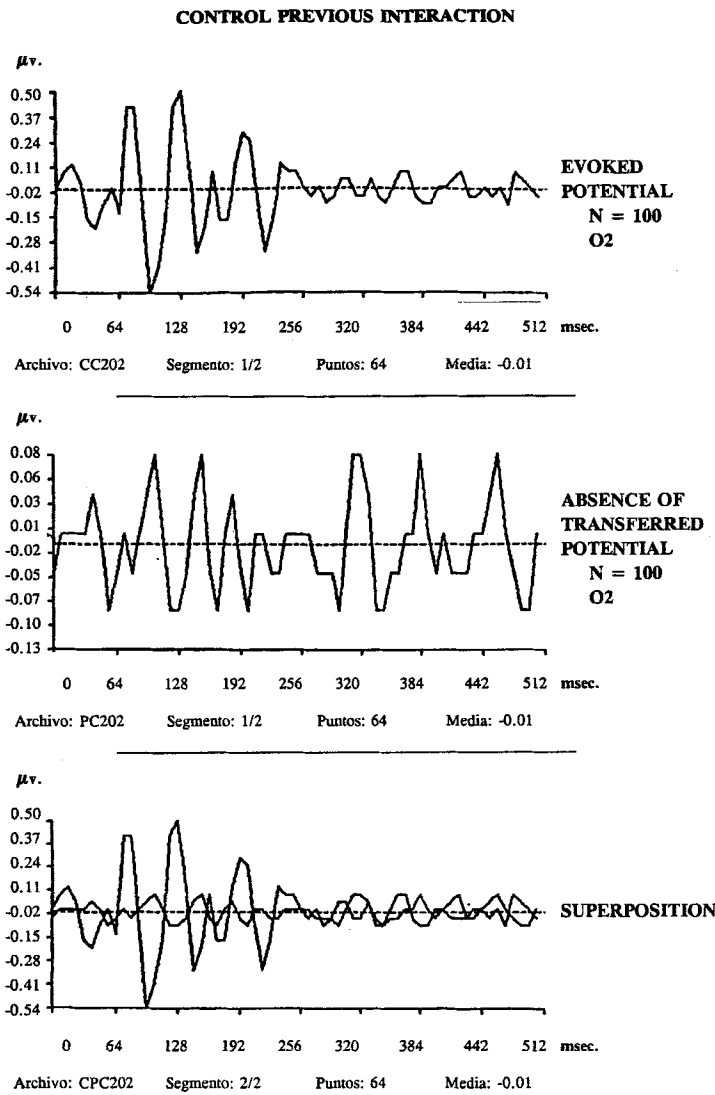 CONTROL PREVIOUS INTERACTION
μv.
0.50
0.37
0.24
0.11
-0.02
-0.15
-0.28
-0.41
-0.54
EVOKED
POTENTIAL
N = 100
O2
0 64 128 192 256 320 384 442 512 msec.
Archivo: CC202 Segmento: 1/2 Puntos: 64 Media: -0.01
μv.
0.08
0.06
0.03
0.01
-0.02
-0.05
-0.07
-0.10
-0.13
ABSENCE OF
TRANSFERRED
POTENTIAL
N = 100
O2
0 64 128 192 256 320 384 442 512 msec.
Archivo: PC202 Segmento: 1/2 Puntos: 64 Media: -0.01
μv.
0.50
0.37
0.24
0.11
-0.02
-0.15
-0.28
-0.41
-0.54
SUPERPOSITION
0 64 128 192 256 320 384 442 512 msec.
Archivo: CPC202 Segmento: 2/2 Puntos: 64 Media: -0.01